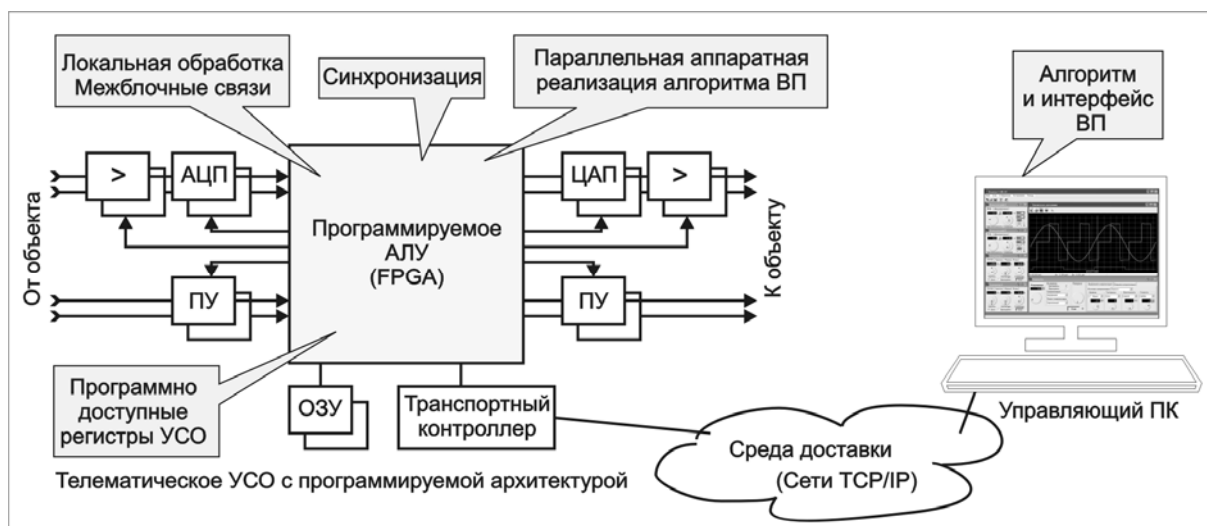 Локальная обработка
Межблочные связи
Синхронизация
Параллельная аппаратная
реализация алгоритма ВП
Алгоритм
и интерфейс
ВП
От объекта
>
АЦП
ЦАП
>
К объекту
Программируемое
АЛУ
(FPGA)
ПУ
ПУ
Программно
доступные
регистры УСО
ОЗУ
Транспортный
контроллер
Управляющий ПК
Среда доставки
(Сети TCP/IP)
Телематическое УСО с программируемой архитектурой